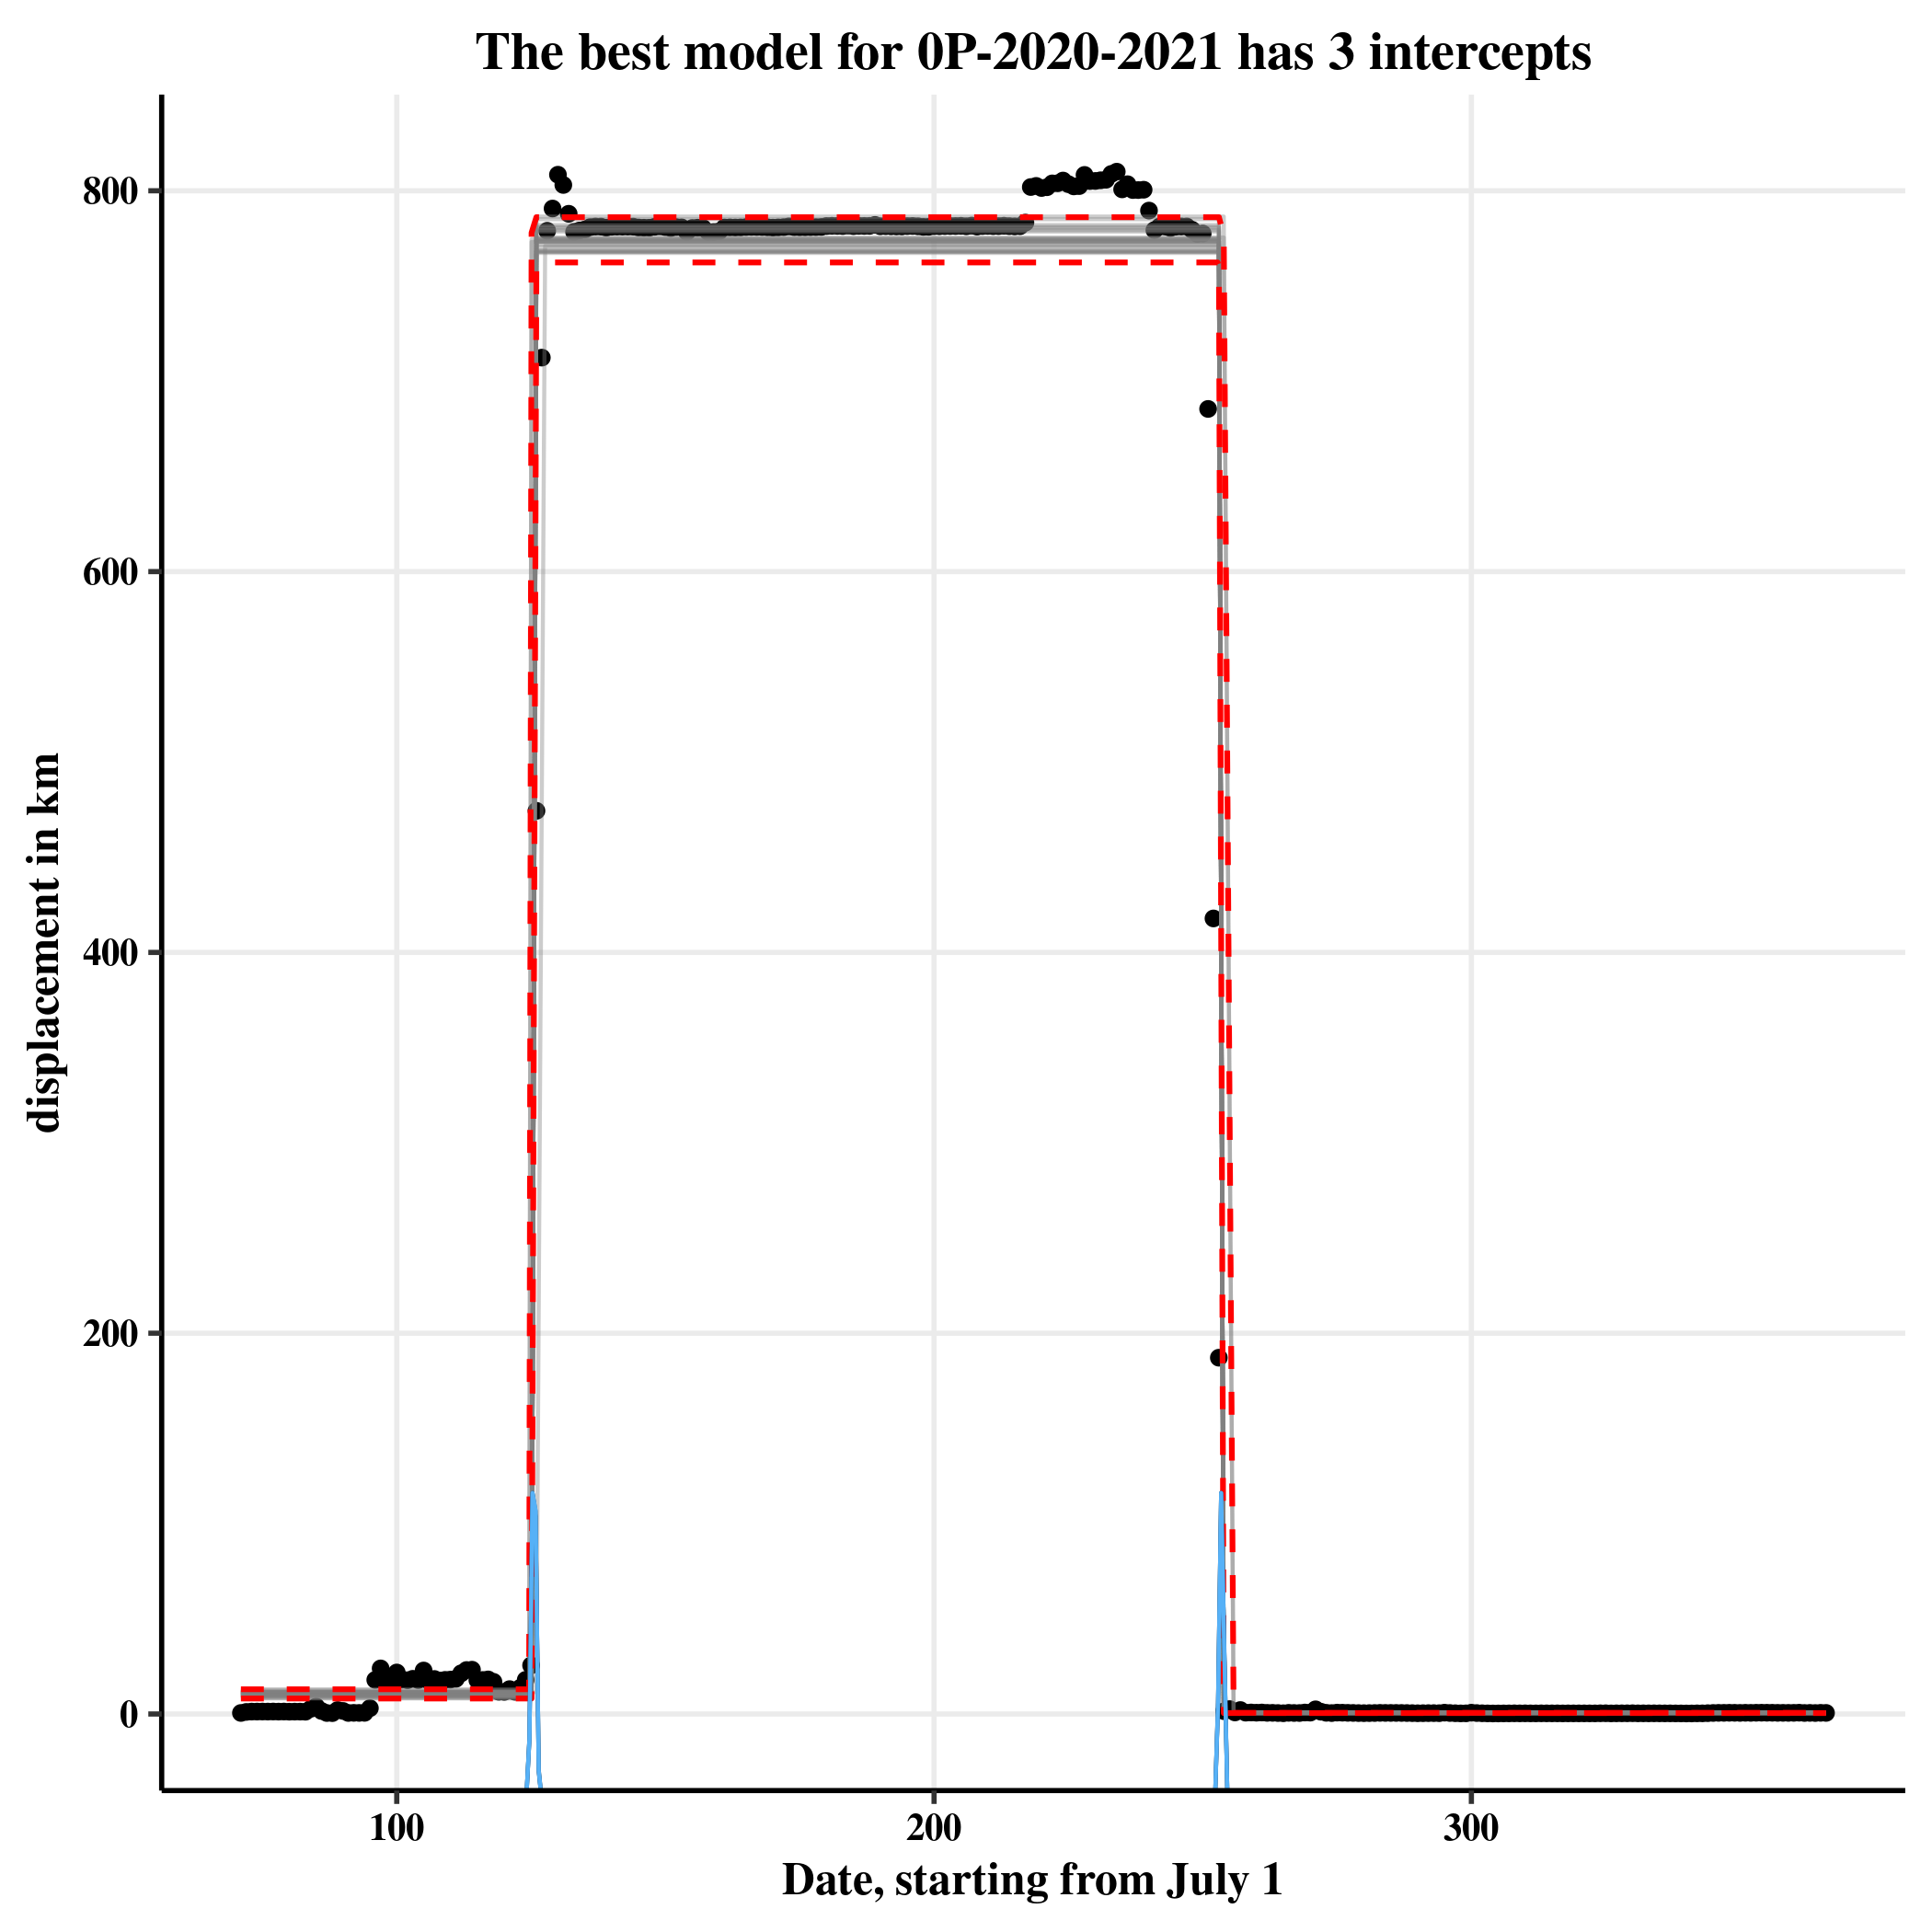 The best model for 0P-2020-2021 has 3 intercepts
displacement in km
800
600
400
200
0
100
200
300
Date, starting from July 1